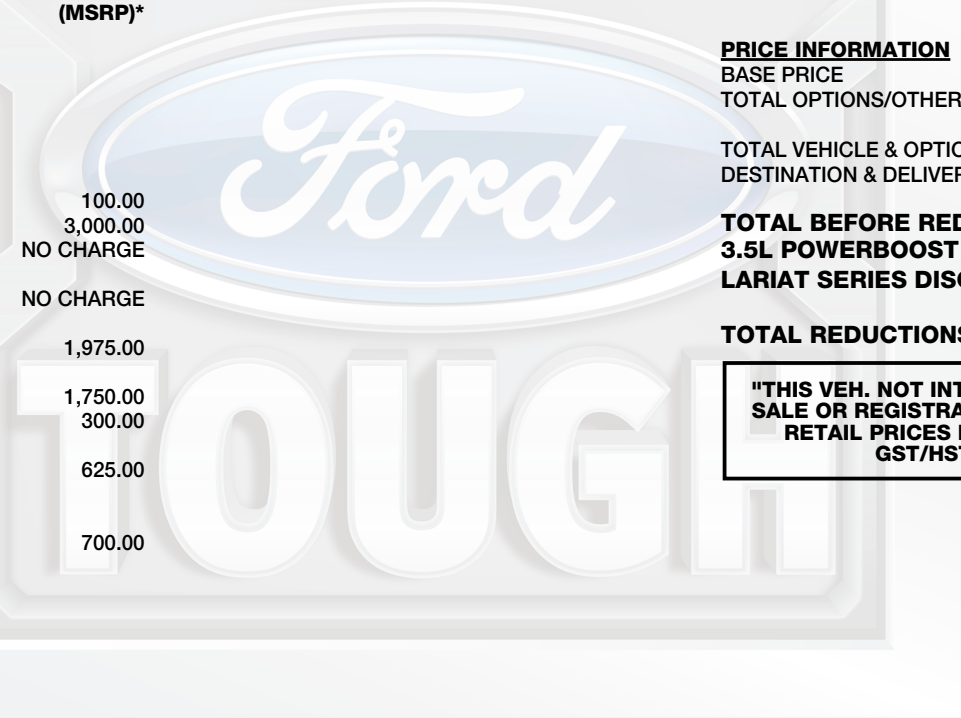 (MSRP)*
100.00
3,000.00
NO CHARGE
NO CHARGE
1,975.00
1,750.00
300.00
625.00
700.00
Ford
TOUGH
PRICE INFORMATION
BASE PRICE
TOTAL OPTIONS/OTHER
TOTAL VEHICLE & OPTIO
DESTINATION & DELIVER
TOTAL BEFORE RED
3.5L POWERBOOST
LARIAT SERIES DISC
TOTAL REDUCTIONS
"THIS VEH. NOT INT
SALE OR REGISTRA
RETAIL PRICES
GST/HST